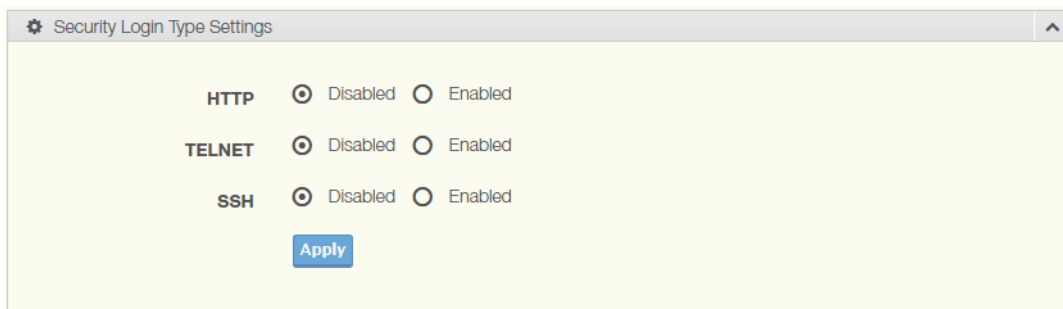 Security Login Type Settings
HTTP Disabled Enabled
TELNET Disabled Enabled
SSH Disabled Enabled
Apply